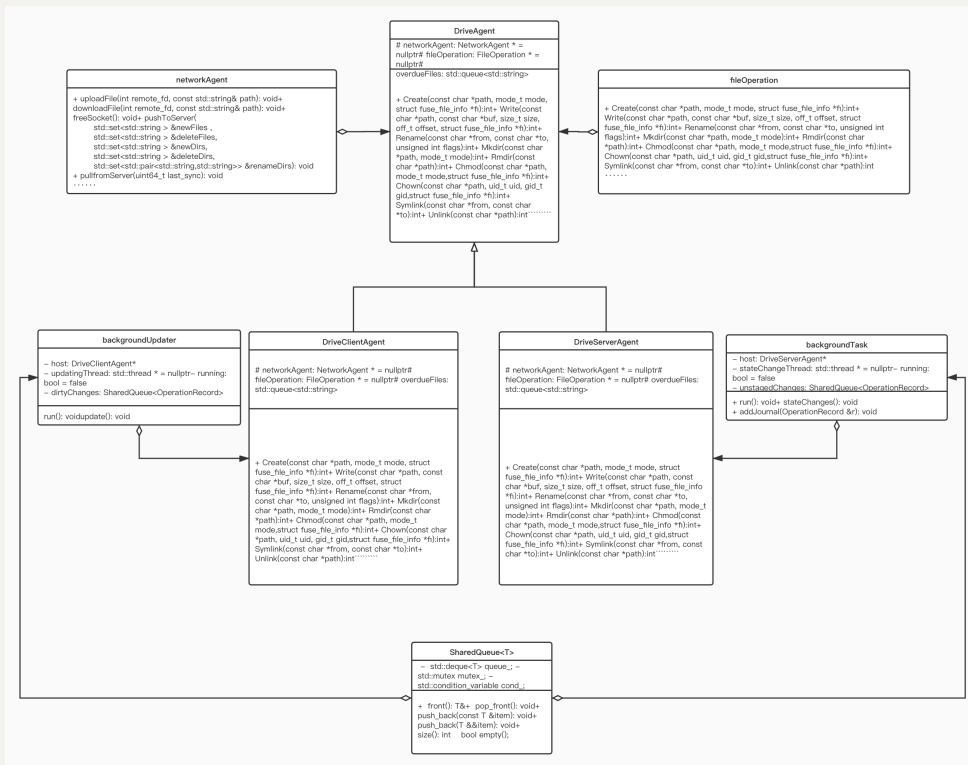 DriveAgent
# networkAgent: NetworkAgent * =
nullptr# fileOperation: FileOperation * =
nullptr#
overdueFiles: std::queue<std::string>
+ Create(const char *path, mode_t mode,
struct fuse_file_info *fi):int+ Write(const
char *path, const char *buf, size_t size,
off_t offset, struct fuse_file_info *fi):int+
Rename(const char *from, const char *to,
unsigned int flags):int+ Mkdir(const char
*path, mode_t mode):int+ Rmdir(const
char *path):int+ Chmod(const char *path,
mode_t mode,struct fuse_file_info *fi):int+
Chown(const char *path, uid_t uid, gid_t
gid,struct fuse_file_info *fi):int+
Symlink(const char *from, const char
*to):int+ Unlink(const char *path):int
networkAgent
+ uploadFile(int remote_fd, const std::string& path): void+
downloadFile(int remote_fd, const std::string& path): void+
freeSocket(): void+ pushToServer(
std::set<std::string > &newFiles ,
std::set<std::string > &deleteFiles,
std::set<std::string > &newDirs,
std::set<std::string > &deleteDirs,
std::set<std::pair<std::string,std::string>> &renameDirs): void
+ pullfromServer(uint64_t last_sync): void
······
fileOperation
+ Create(const char *path, mode_t mode, struct fuse_file_info *fi):int+
Write(const char *path, const char *buf, size_t size, off_t offset, struct
fuse_file_info *fi):int+ Rename(const char *from, const char *to, unsigned int
flags):int+ Mkdir(const char *path, mode_t mode):int+ Rmdir(const char
*path):int+ Chmod(const char *path, mode_t mode,struct fuse_file_info *fi):int+
Chown(const char *path, uid_t uid, gid_t gid,struct fuse_file_info *fi):int+
Symlink(const char *from, const char *to):int+ Unlink(const char *path):int
······
backgroundUpdater
– host: DriveClientAgent*
– updatingThread: std::thread * = nullptr– running:
bool = false
– dirtyChanges: SharedQueue<OperationRecord>
run(): voidupdate(): void
DriveClientAgent
# networkAgent: NetworkAgent * = nullptr#
fileOperation: FileOperation * = nullptr# overdueFiles:
std::queue<std::string>
+ Create(const char *path, mode_t mode, struct
fuse_file_info *fi):int+ Write(const char *path, const
char *buf, size_t size, off_t offset, struct
fuse_file_info *fi):int+ Rename(const char *from,
const char *to, unsigned int flags):int+ Mkdir(const
char *path, mode_t mode):int+ Rmdir(const char
*path):int+ Chmod(const char *path, mode_t
mode,struct fuse_file_info *fi):int+ Chown(const char
*path, uid_t uid, gid_t gid,struct fuse_file_info *fi):int+
Symlink(const char *from, const char *to):int+
Unlink(const char *path):int
DriveServerAgent
# networkAgent: NetworkAgent * = nullptr#
fileOperation: FileOperation * = nullptr# overdueFiles:
std::queue<std::string>
+ Create(const char *path, mode_t mode, struct
fuse_file_info *fi):int+ Write(const char *path, const
char *buf, size_t size, off_t offset, struct fuse_file_info
*fi):int+ Rename(const char *from, const char *to,
unsigned int flags):int+ Mkdir(const char *path, mode_t
mode):int+ Rmdir(const char *path):int+ Chmod(const
char *path, mode_t mode,struct fuse_file_info *fi):int+
Chown(const char *path, uid_t uid, gid_t gid,struct
fuse_file_info *fi):int+ Symlink(const char *from, const
char *to):int+ Unlink(const char *path):int
backgroundTask
– host: DriveServerAgent*
– stateChangeThread: std::thread * = nullptr– running:
bool = false
– unstagedChanges: SharedQueue<OperationRecord>
+ run(): void+ stateChanges(): void
+ addJournal(OperationRecord &r): void
SharedQueue<T>
– std::deque<T> queue_; –
std::mutex mutex_; –
std::condition_variable cond_;
+ front(): T&+ pop_front(): void+
push_back(const T &item): void+
push_back(T &&item): void+
size(): int bool empty();